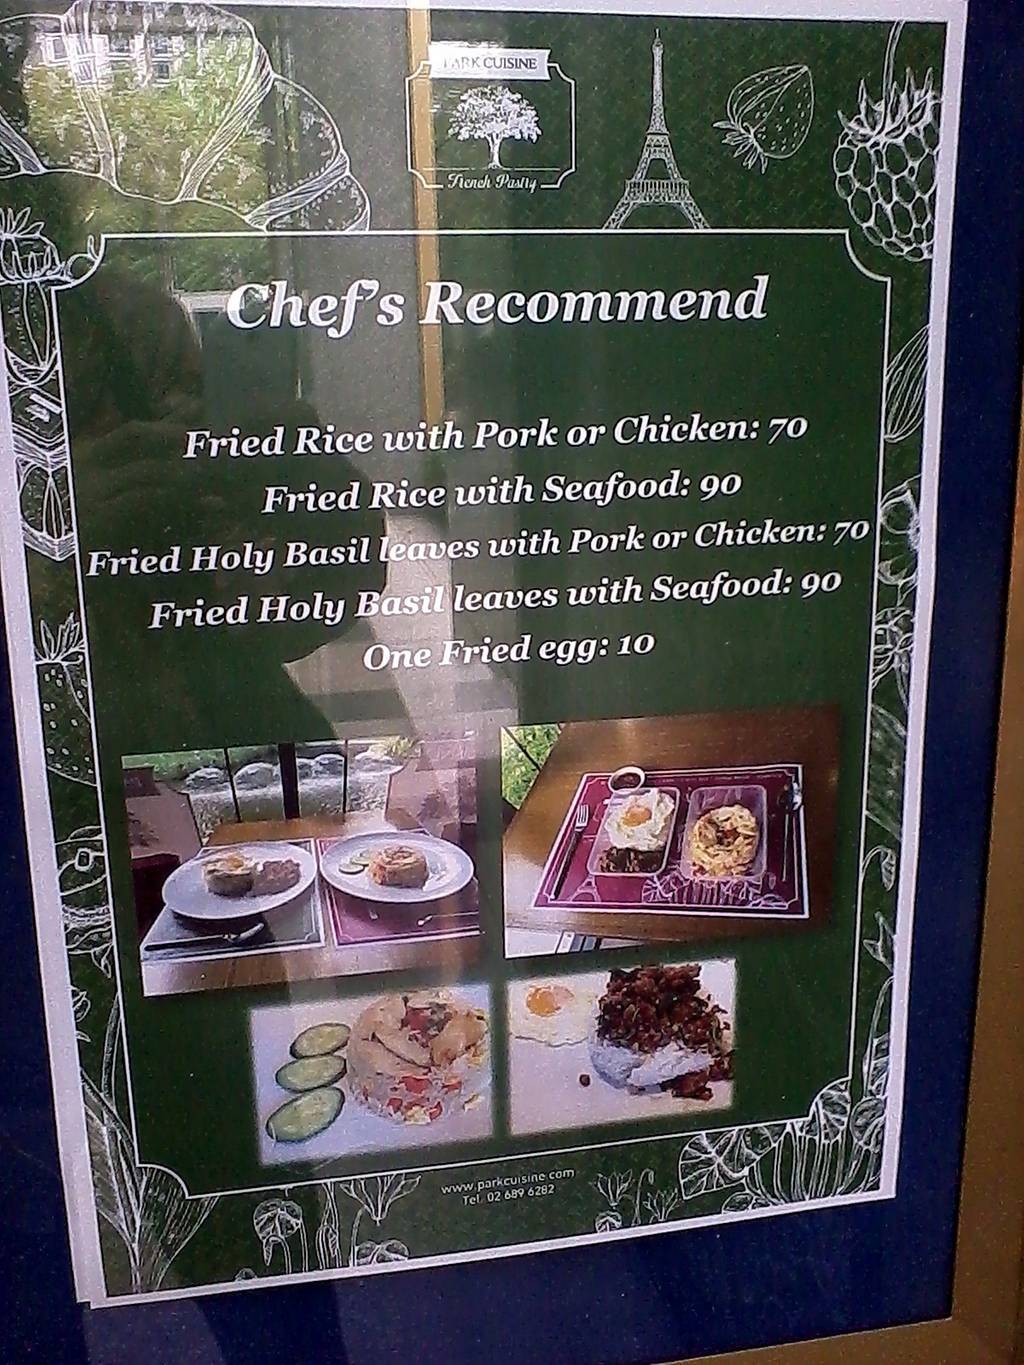 PARK CUISINE
French Pastry
Chef's Recommend
Fried Rice with Pork or Chicken: 70
Fried Rice with Seafood: 90
Fried Holy Basil leaves with Pork or Chicken: 70
Fried Holy Basil leaves with Seafood: 90
One Fried egg: 10
www.parkcuisine.com
Tel. 02 689 6282